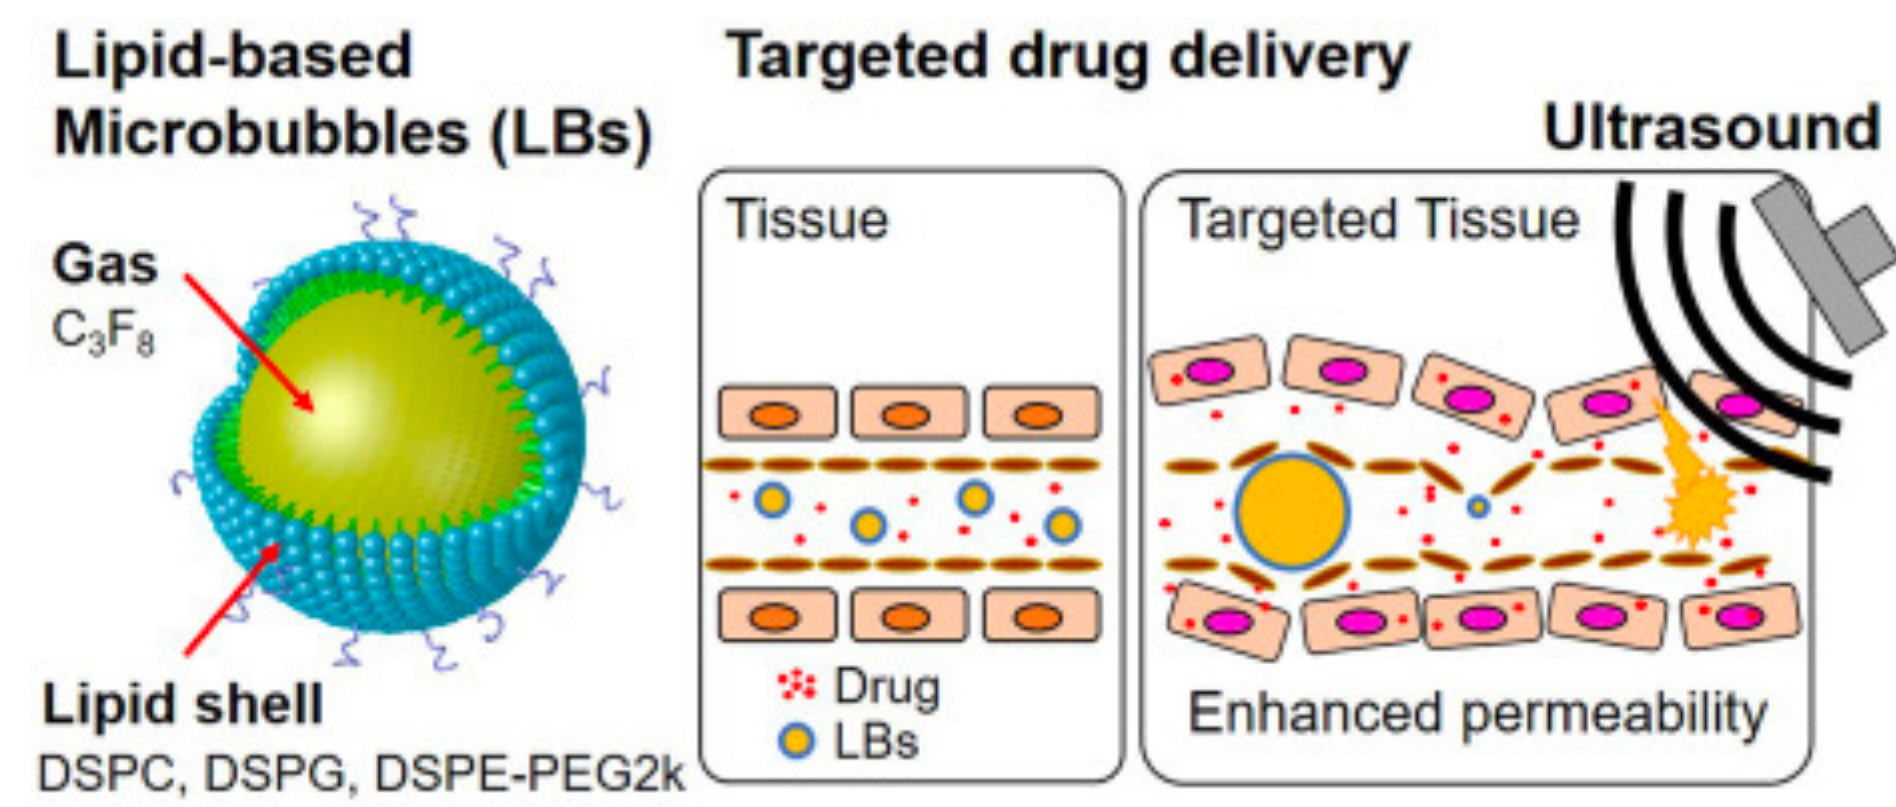 Lipid-based
Microbubbles (LBs)
Gas
C₃F₈
Lipid shell
DSPC, DSPG, DSPE-PEG2k
Targeted drug delivery
Ultrasound
Tissue
Drug
LBs
Targeted Tissue
Enhanced permeability